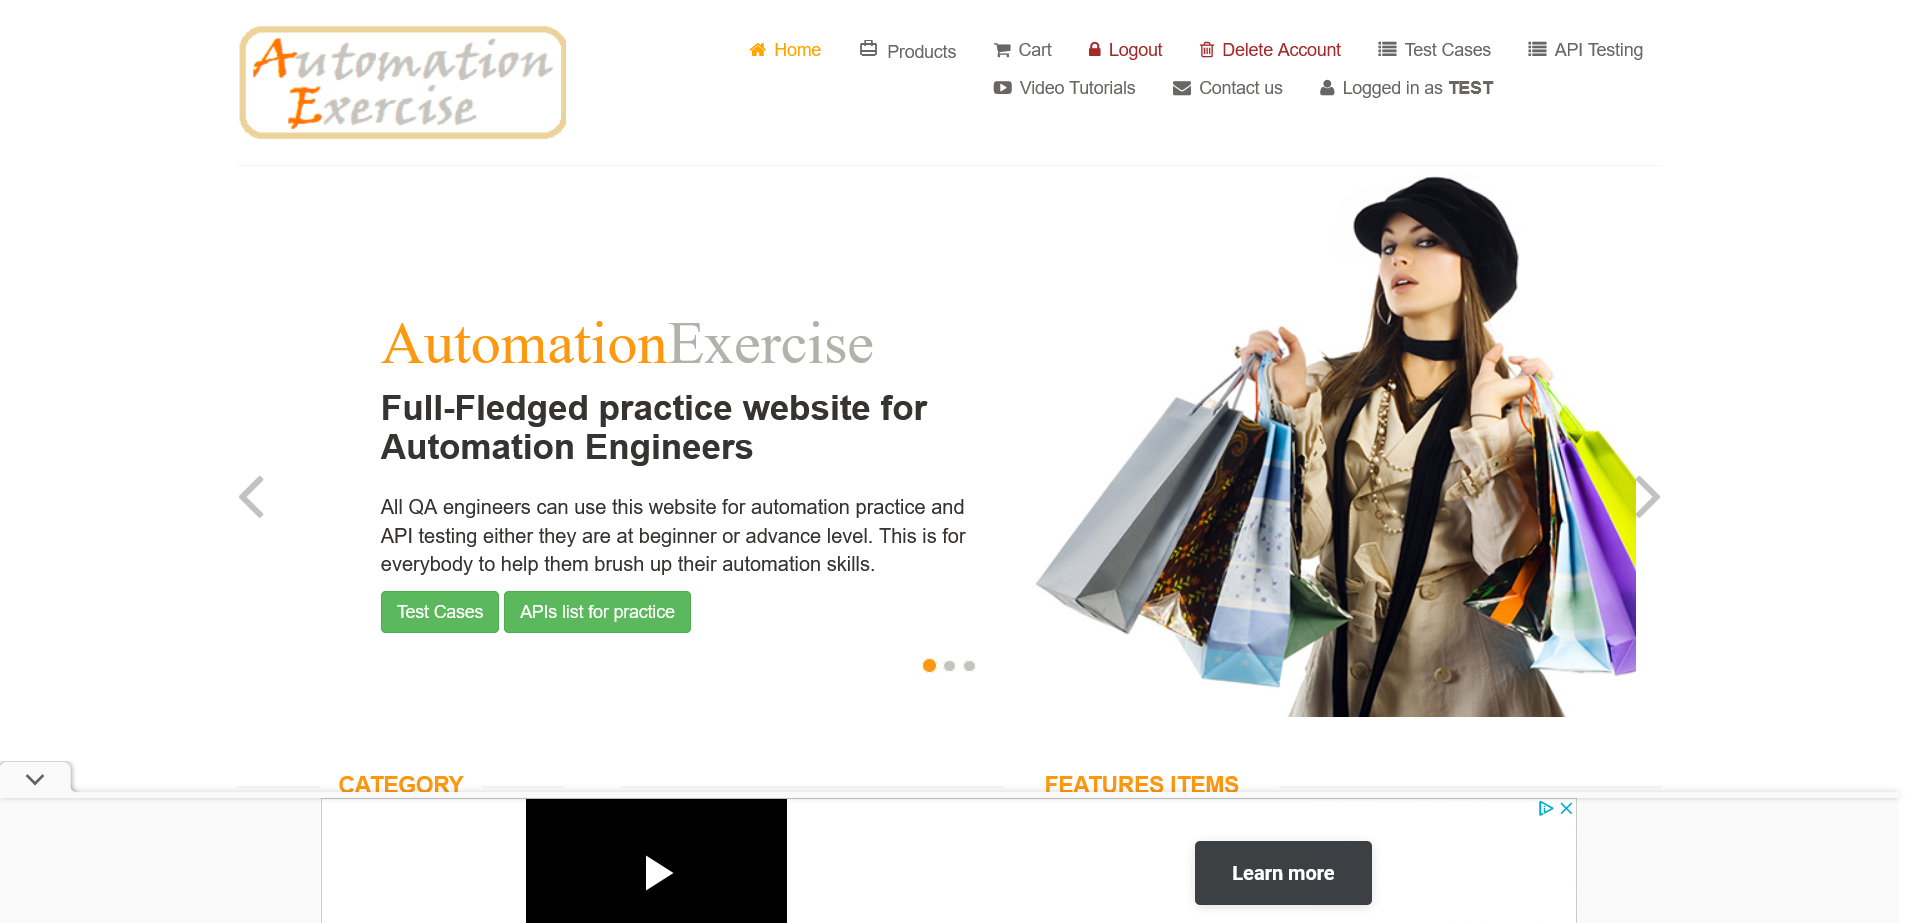 Automation
Exercise
Home Products Cart Logout Delete Account Test Cases API Testing
Video Tutorials Contact us Logged in as TEST
AutomationExercise
Full-Fledged practice website for
Automation Engineers
All QA engineers can use this website for automation practice and
API testing either they are at beginner or advance level. This is for
everybody to help them brush up their automation skills.
Test Cases APIs list for practice
CATEGORY FEATURES ITEMS
Learn more